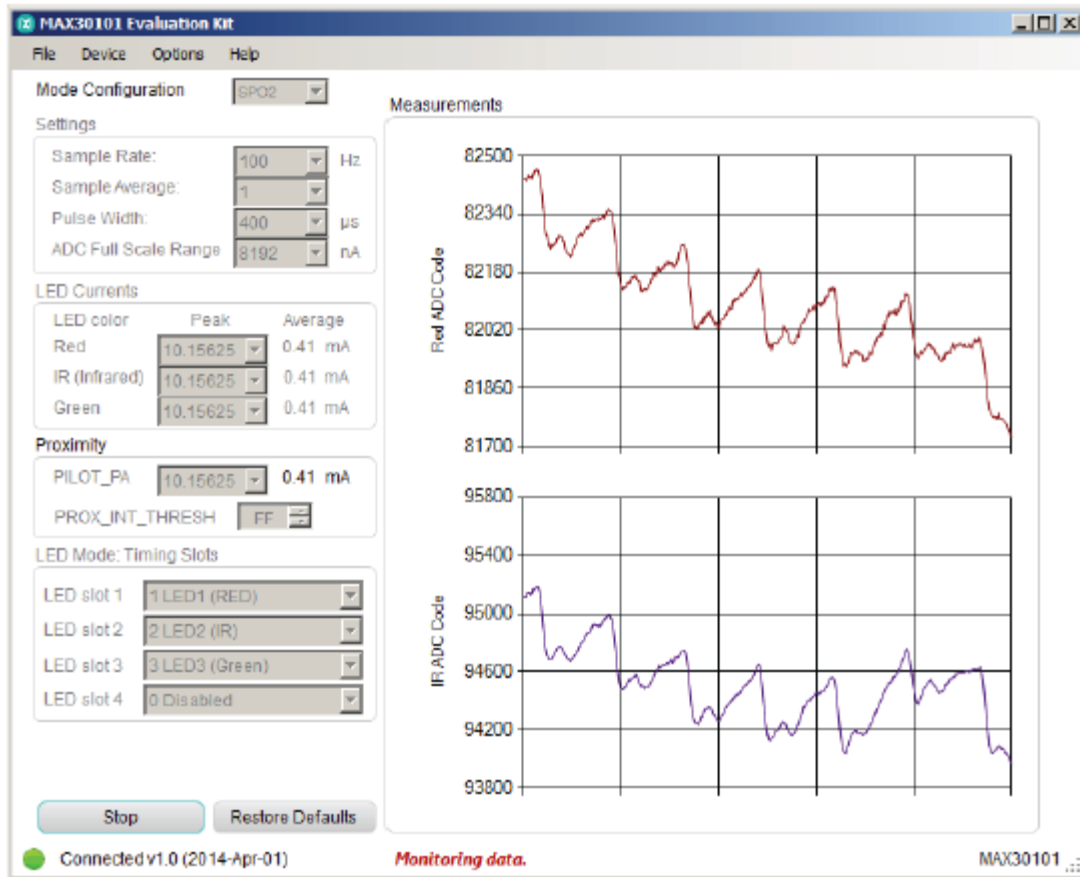 MAX30101 Evaluation Kit
File Device Options Help
Mode Configuration SPO2
Settings
Sample Rate: 100 Hz
Sample Average: 1
Pulse Width: 400 µs
ADC Full Scale Range 8192 nA
LED Currents
LED color Peak Average
Red 10.15625 0.41 mA
IR (Infrared) 10.15625 0.41 mA
Green 10.15625 0.41 mA
Proximity
PILOT_PA 10.15625 0.41 mA
PROX_INT_THRESH FF
LED Mode: Timing Slots
LED slot 1 1 LED1 (RED)
LED slot 2 2 LED2 (IR)
LED slot 3 3 LED3 (Green)
LED slot 4 0 Disabled
Stop Restore Defaults
Measurements
Red ADC Code
82500
82340
82180
82020
81860
81700
IR ADC Code
95800
95400
95000
94600
94200
93800
Connected v1.0 (2014-Apr-01) Monitoring data. MAX30101